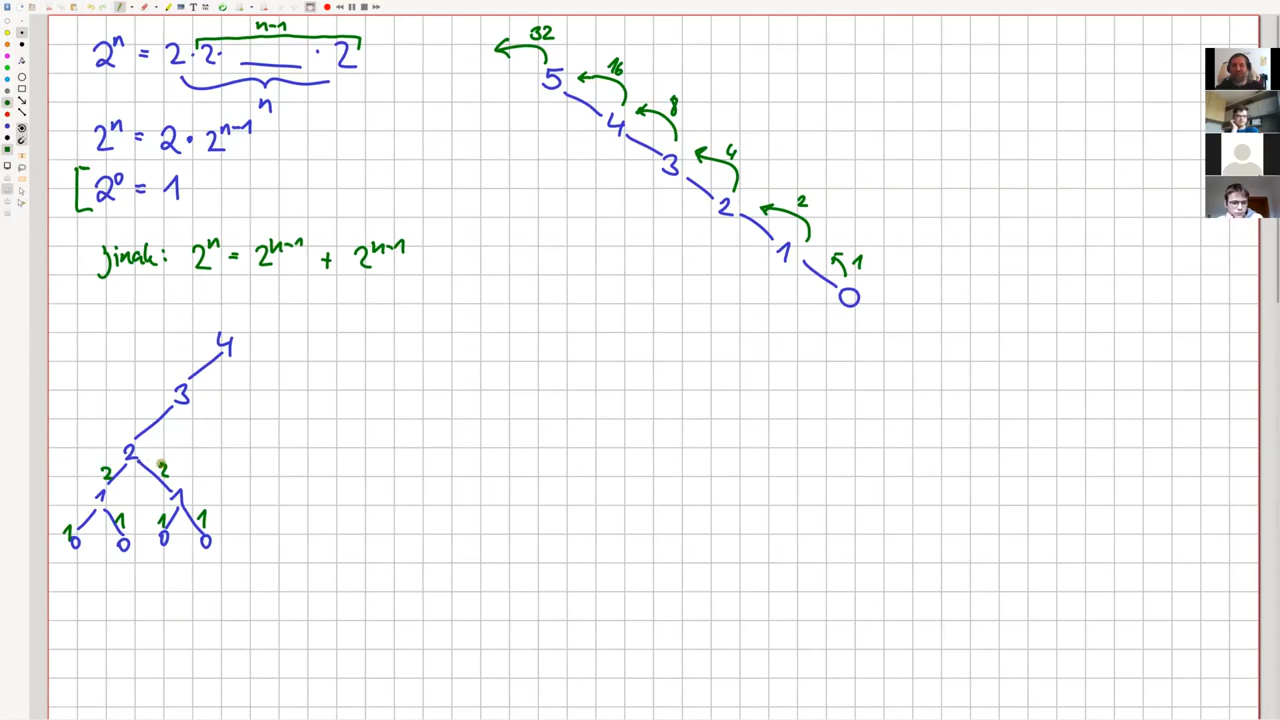 n-1
2^n = 2 · 2 · ____ · 2
n
2^n = 2 · 2^{n-1}
[ 2^0 = 1
jinak: 2^n = 2^{n-1} + 2^{n-1}
32
5
16
4
8
3
4
2
2
1
1
0
4
3
2
2 2
1 1
1 1 1 1
0 0 0 0